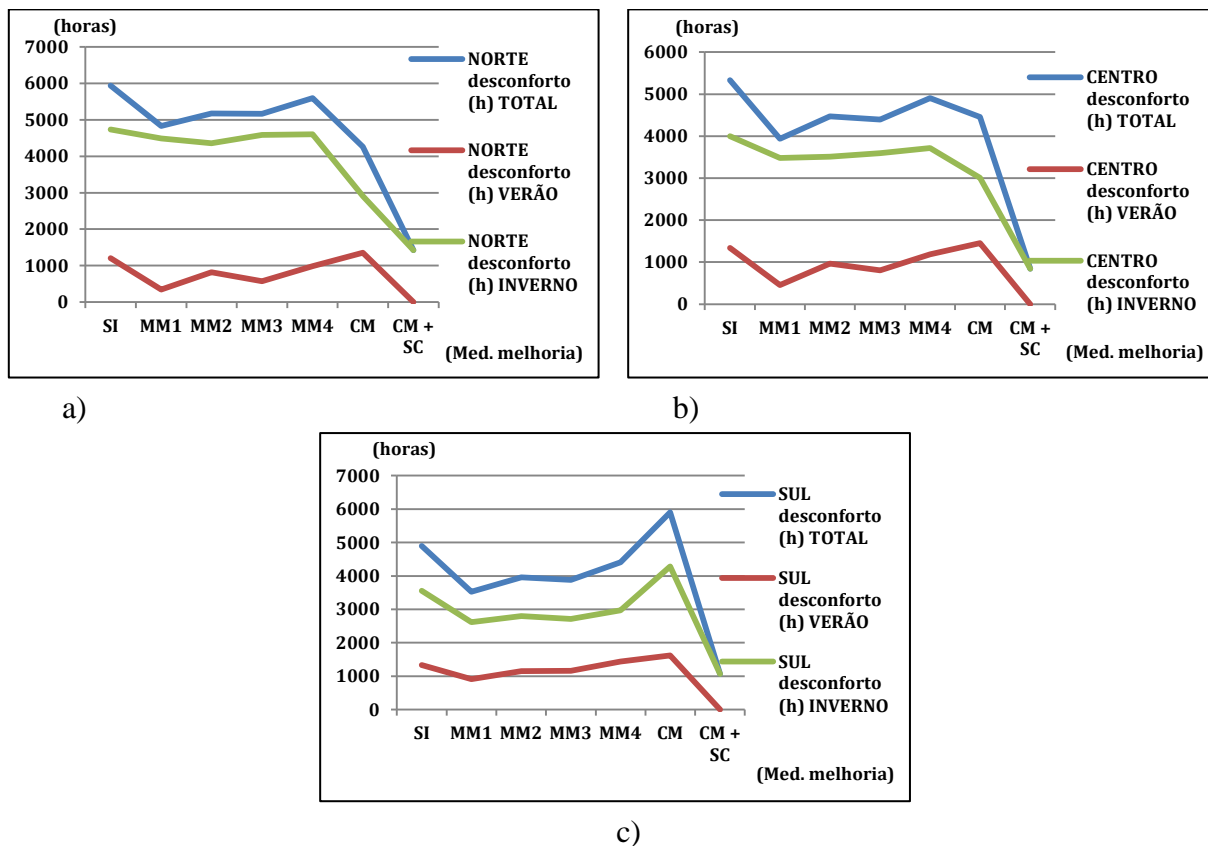 (horas)
7000
6000
5000
4000
3000
2000
1000
0
SI MM1 MM2 MM3 MM4 CM CM +
SC
(Med. melhoria)
NORTE
desconforto
(h) TOTAL
NORTE
desconforto
(h) VERÃO
NORTE
desconforto
(h) INVERNO
a)
(horas)
6000
5000
4000
3000
2000
1000
0
SI MM1 MM2 MM3 MM4 CM CM +
SC
(Med. melhoria)
CENTRO
desconforto
(h) TOTAL
CENTRO
desconforto
(h) VERÃO
CENTRO
desconforto
(h) INVERNO
b)
(horas)
7000
6000
5000
4000
3000
2000
1000
0
SI MM1 MM2 MM3 MM4 CM CM +
SC
(Med. melhoria)
SUL
desconforto
(h) TOTAL
SUL
desconforto
(h) VERÃO
SUL
desconforto
(h) INVERNO
c)